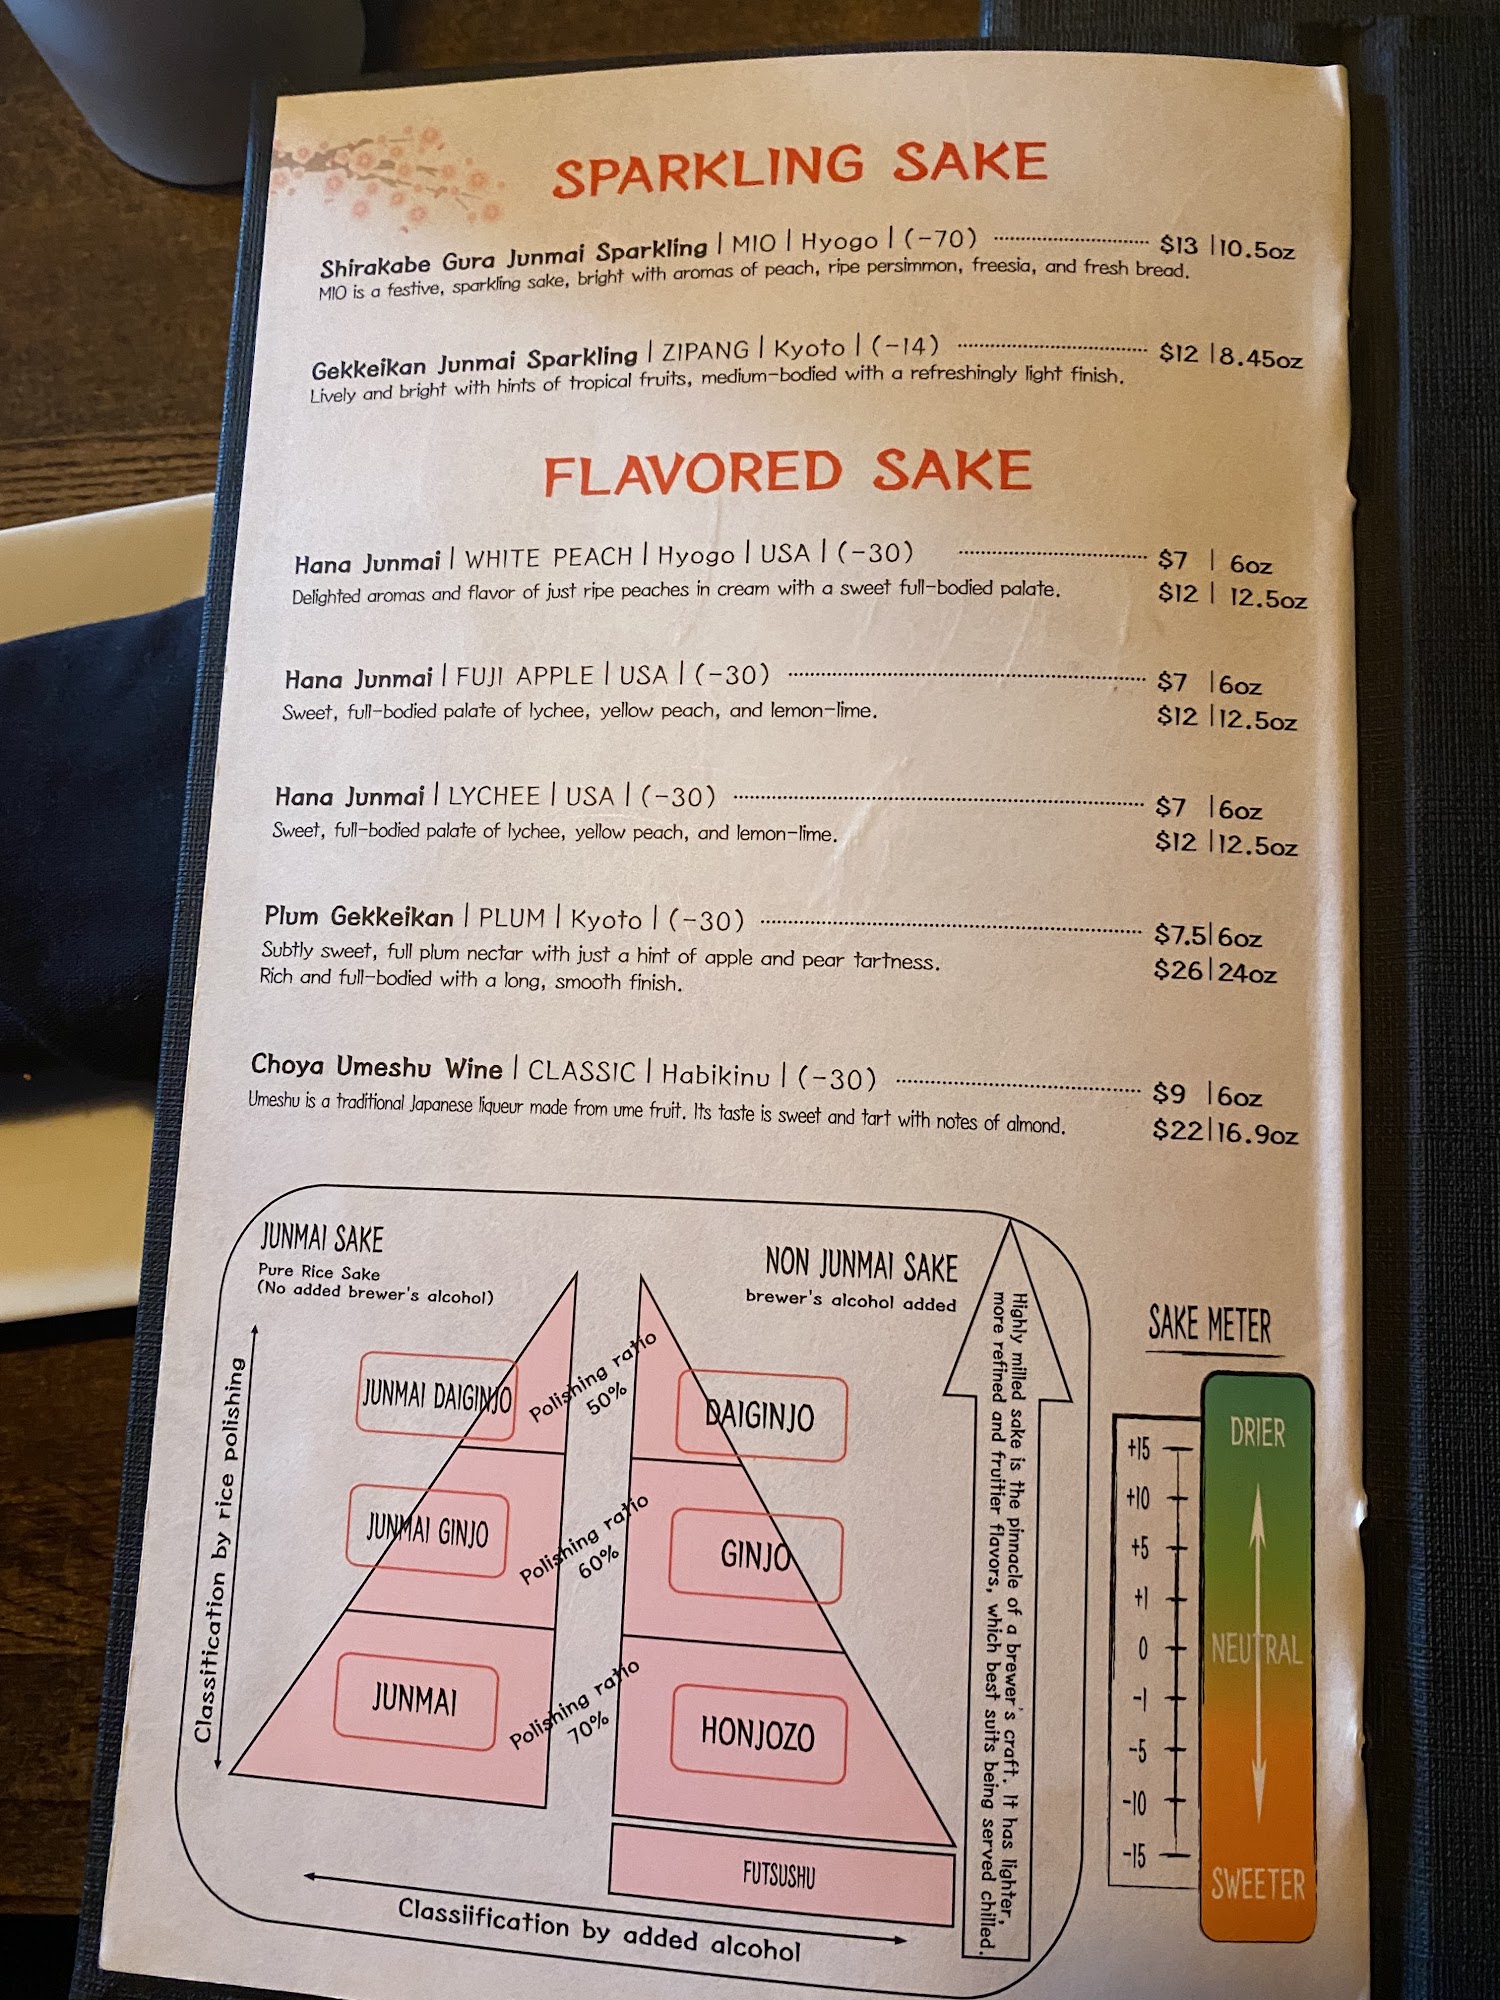 SPARKLING SAKE
Shirakabe Gura Junmai Sparkling | MIO | Hyogo | (-70) $13 | 10.5oz
MIO is a festive, sparkling sake, bright with aromas of peach, ripe persimmon, freesia, and fresh bread.
Gekkeikan Junmai Sparkling | ZIPANG | Kyoto | (-14) $12 | 8.45oz
Lively and bright with hints of tropical fruits, medium-bodied with a refreshingly light finish.
FLAVORED SAKE
Hana Junmai | WHITE PEACH | Hyogo | USA | (-30) $7 | 6oz
Delighted aromas and flavor of just ripe peaches in cream with a sweet full-bodied palate. $12 | 12.5oz
Hana Junmai | FUJI APPLE | USA | (-30) $7 | 6oz
Sweet, full-bodied palate of lychee, yellow peach, and lemon-lime. $12 | 12.5oz
Hana Junmai | LYCHEE | USA | (-30) $7 | 6oz
Sweet, full-bodied palate of lychee, yellow peach, and lemon-lime. $12 | 12.5oz
Plum Gekkeikan | PLUM | Kyoto | (-30) $7.5 | 6oz
Subtly sweet, full plum nectar with just a hint of apple and pear tartness. $26 | 24oz
Rich and full-bodied with a long, smooth finish.
Choya Umeshu Wine | CLASSIC | Habikinu | (-30) $9 | 6oz
Umeshu is a traditional Japanese liqueur made from ume fruit. Its taste is sweet and tart with notes of almond. $22 | 16.9oz
JUNMAI SAKE
Pure Rice Sake
(No added brewer's alcohol)
NON JUNMAI SAKE
brewer's alcohol added
Classification by rice polishing
JUNMAI DAIGINJO
Polishing ratio
50%
DAIGINJO
JUNMAI GINJO
Polishing ratio
60%
GINJO
JUNMAI
Polishing ratio
70%
HONJOZO
FUTSUSHU
Classiification by added alcohol
Highly milled sake is the pinnacle of a brewer's craft. It has lighter,
more refined and fruitier flavors, which best suits being served chilled.
SAKE METER
+15
+10
+5
+1
0
-1
-5
-10
-15
DRIER
NEUTRAL
SWEETER